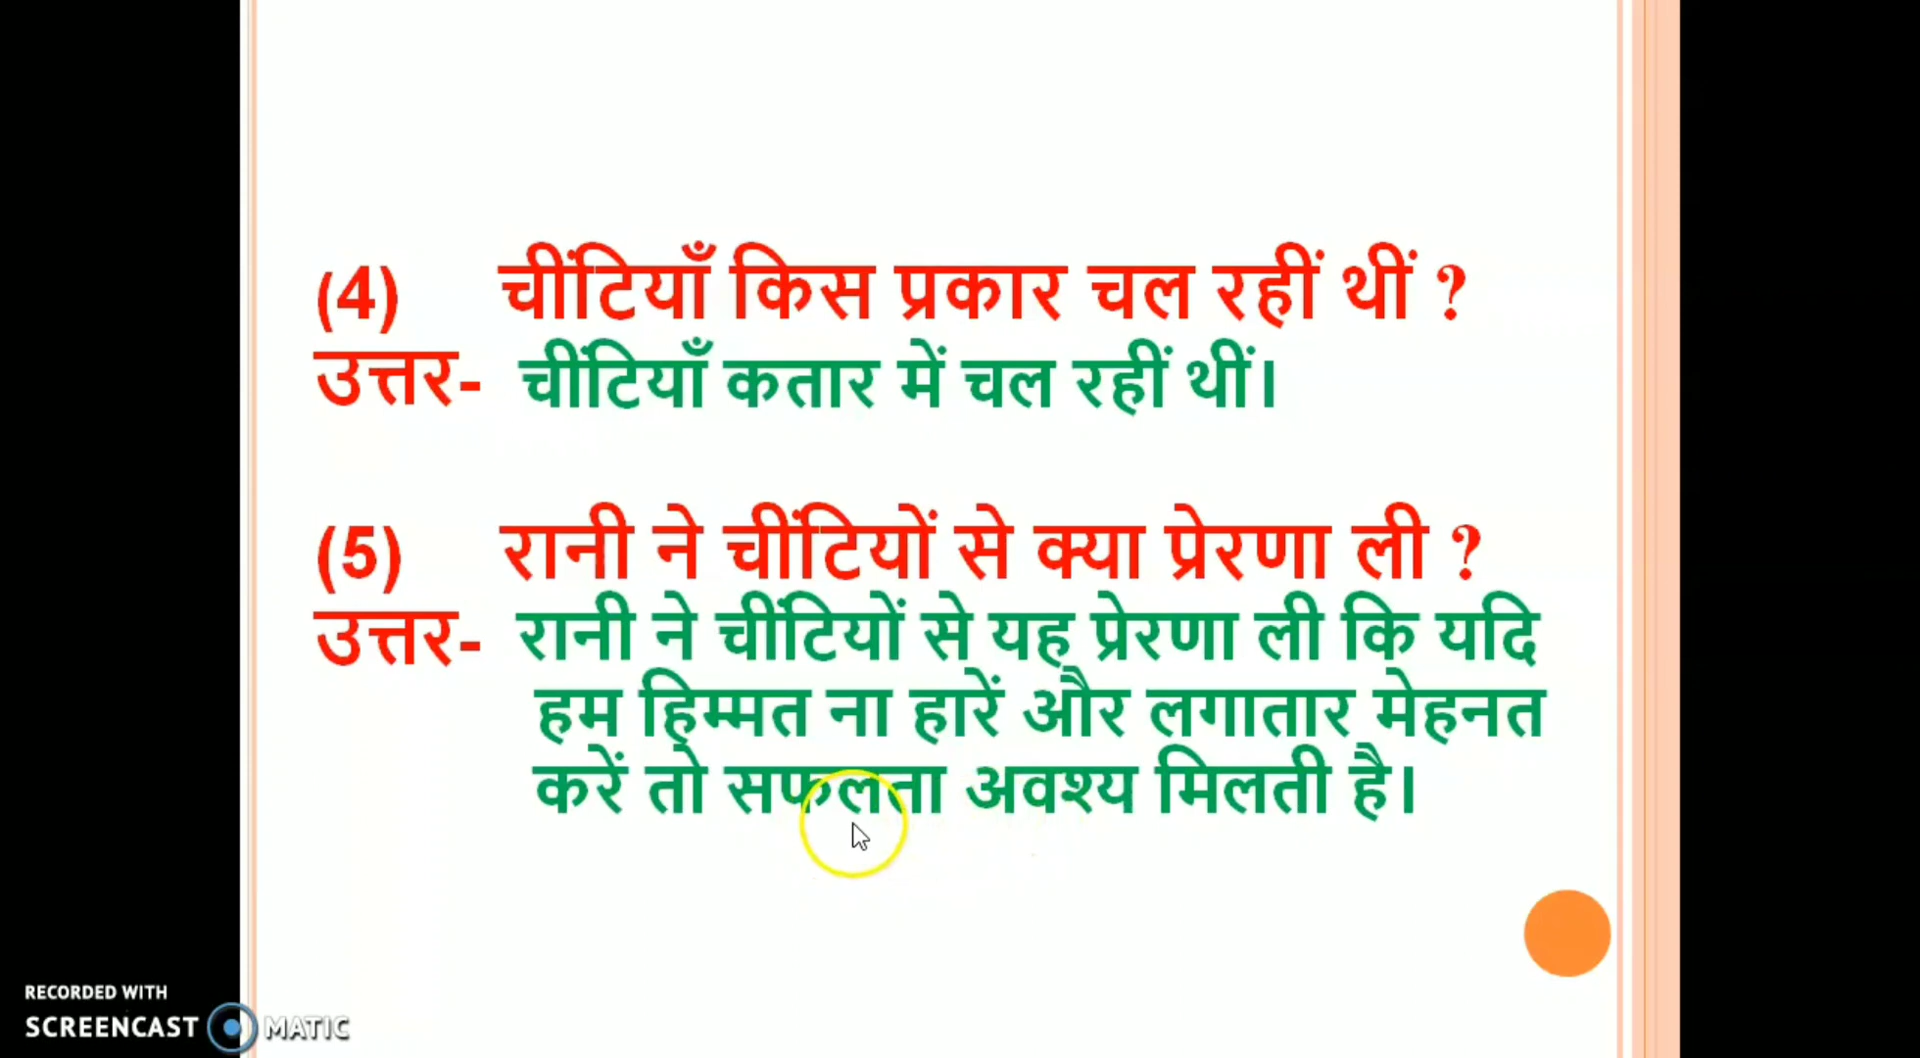 (4) चींटियाँ किस प्रकार चल रहीं थीं ?
उत्तर- चींटियाँ कतार में चल रहीं थीं।
(5) रानी ने चींटियों से क्या प्रेरणा ली ?
उत्तर- रानी ने चींटियों से यह प्रेरणा ली कि यदि
हम हिम्मत ना हारें और लगातार मेहनत
करें तो सफलता अवश्य मिलती है।
RECORDED WITH
SCREENCAST MATIC